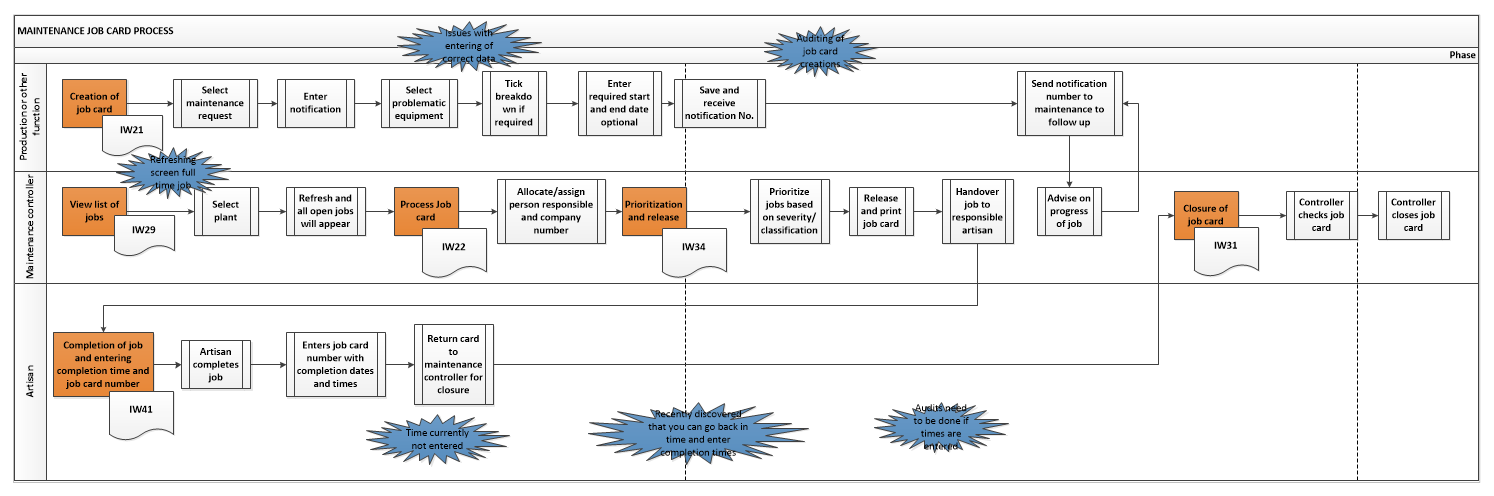 MAINTENANCE JOB CARD PROCESS
Issues with
entering of
correct data
Auditing of
job card
creations
Phase
Production or other
function
Creation of
job card
IW21
Select
maintenance
request
Enter
notification
Select
problematic
equipment
Tick
breakdo
wn if
required
Enter
required start
and end date
optional
Save and
receive
notification No.
Send notification
number to
maintenance to
follow up
Refreshing
screen full
time job
Maintenance controller
View list of
jobs
IW29
Select
plant
Refresh and
all open jobs
will appear
Process Job
card
IW22
Allocate/assign
person responsible
and company
number
Prioritization
and release
IW34
Prioritize
jobs based
on severity/
classification
Release
and print
job card
Handover
job to
responsible
artisan
Advise on
progress
of job
Closure of
job card
IW31
Controller
checks job
card
Controller
closes job
card
Artisan
Completion of job
and entering
completion time and
job card number
IW41
Artisan
completes
job
Enters job card
number with
completion dates
and times
Return card
to
maintenance
controller for
closure
Time currently
not entered
Recently discovered
that you can go back in
time and enter
completion times
Audits need
to be done if
times are
entered